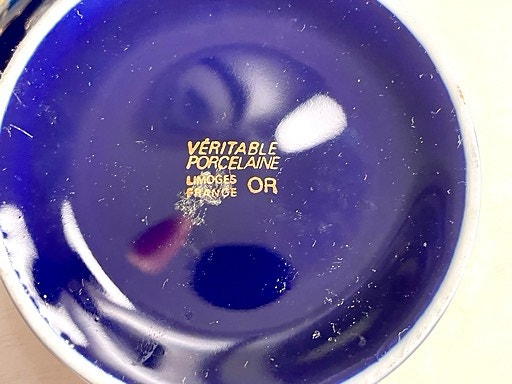 VÉRITABLE
PORCELAINE
LIMOGES
FRANCE OR